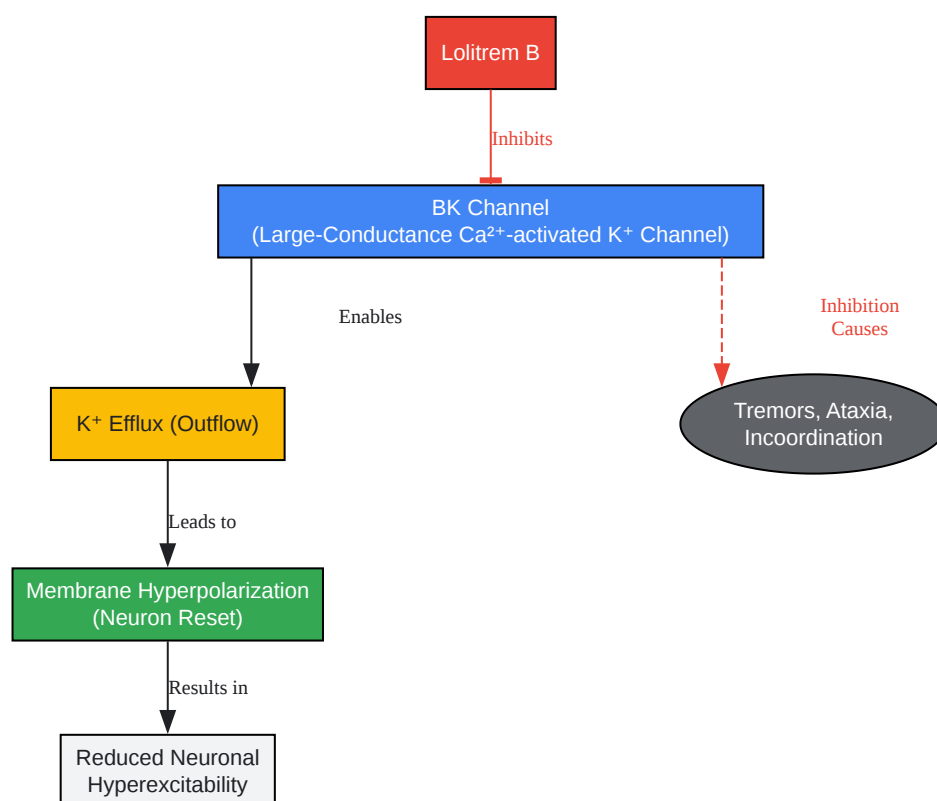 Lolitrem B
Inhibits
BK Channel
(Large-Conductance Ca²⁺-activated K⁺ Channel)
Enables
Inhibition
Causes
K⁺ Efflux (Outflow)
Tremors, Ataxia,
Incoordination
Leads to
Membrane Hyperpolarization
(Neuron Reset)
Results in
Reduced Neuronal
Hyperexcitability